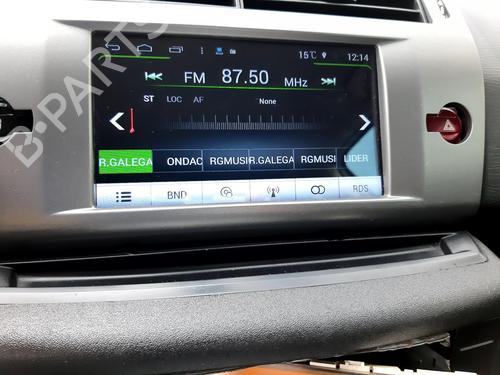 15°C 12:14
FM 87.50 MHz
ST LOC AF None
R.GALEGA ONDAC RGMUSI R.GALEGA RGMUSI LIDER
BND RDS
B-PARTS